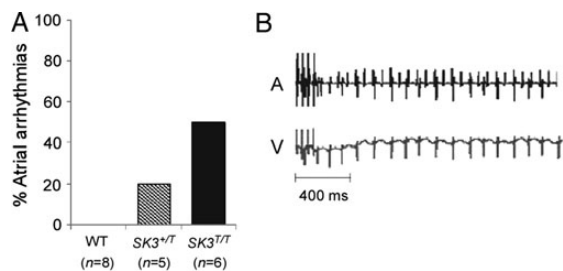 A
B
% Atrial arrhythmias
100
80
60
40
20
0
WT
(n=8)
SK3+/T
(n=5)
SK3T/T
(n=6)
A
V
400 ms